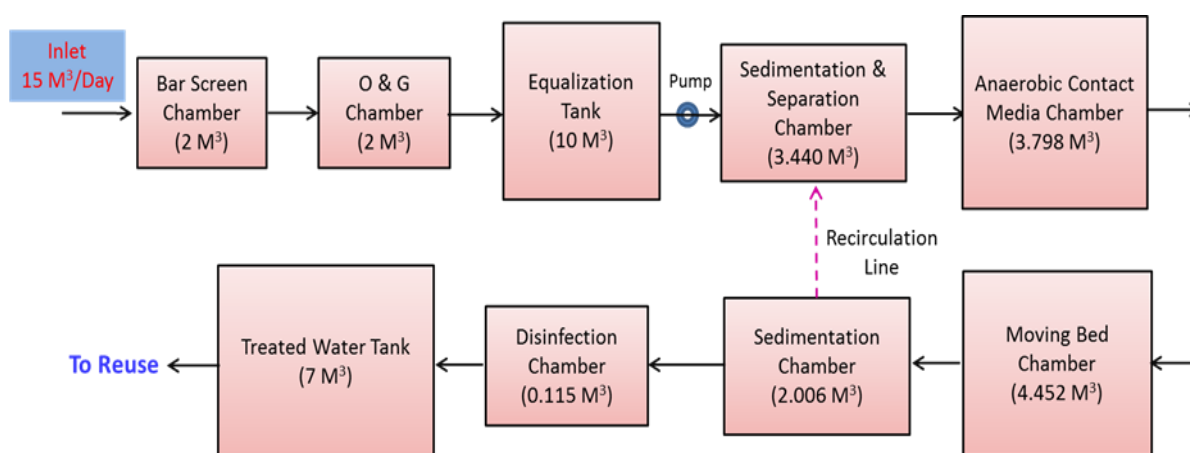 Inlet
15 M³/Day
Bar Screen
Chamber
(2 M³)
O & G
Chamber
(2 M³)
Equalization
Tank
(10 M³)
Pump
Sedimentation &
Separation
Chamber
(3.440 M³)
Anaerobic Contact
Media Chamber
(3.798 M³)
Recirculation
Line
To Reuse
Treated Water Tank
(7 M³)
Disinfection
Chamber
(0.115 M³)
Sedimentation
Chamber
(2.006 M³)
Moving Bed
Chamber
(4.452 M³)